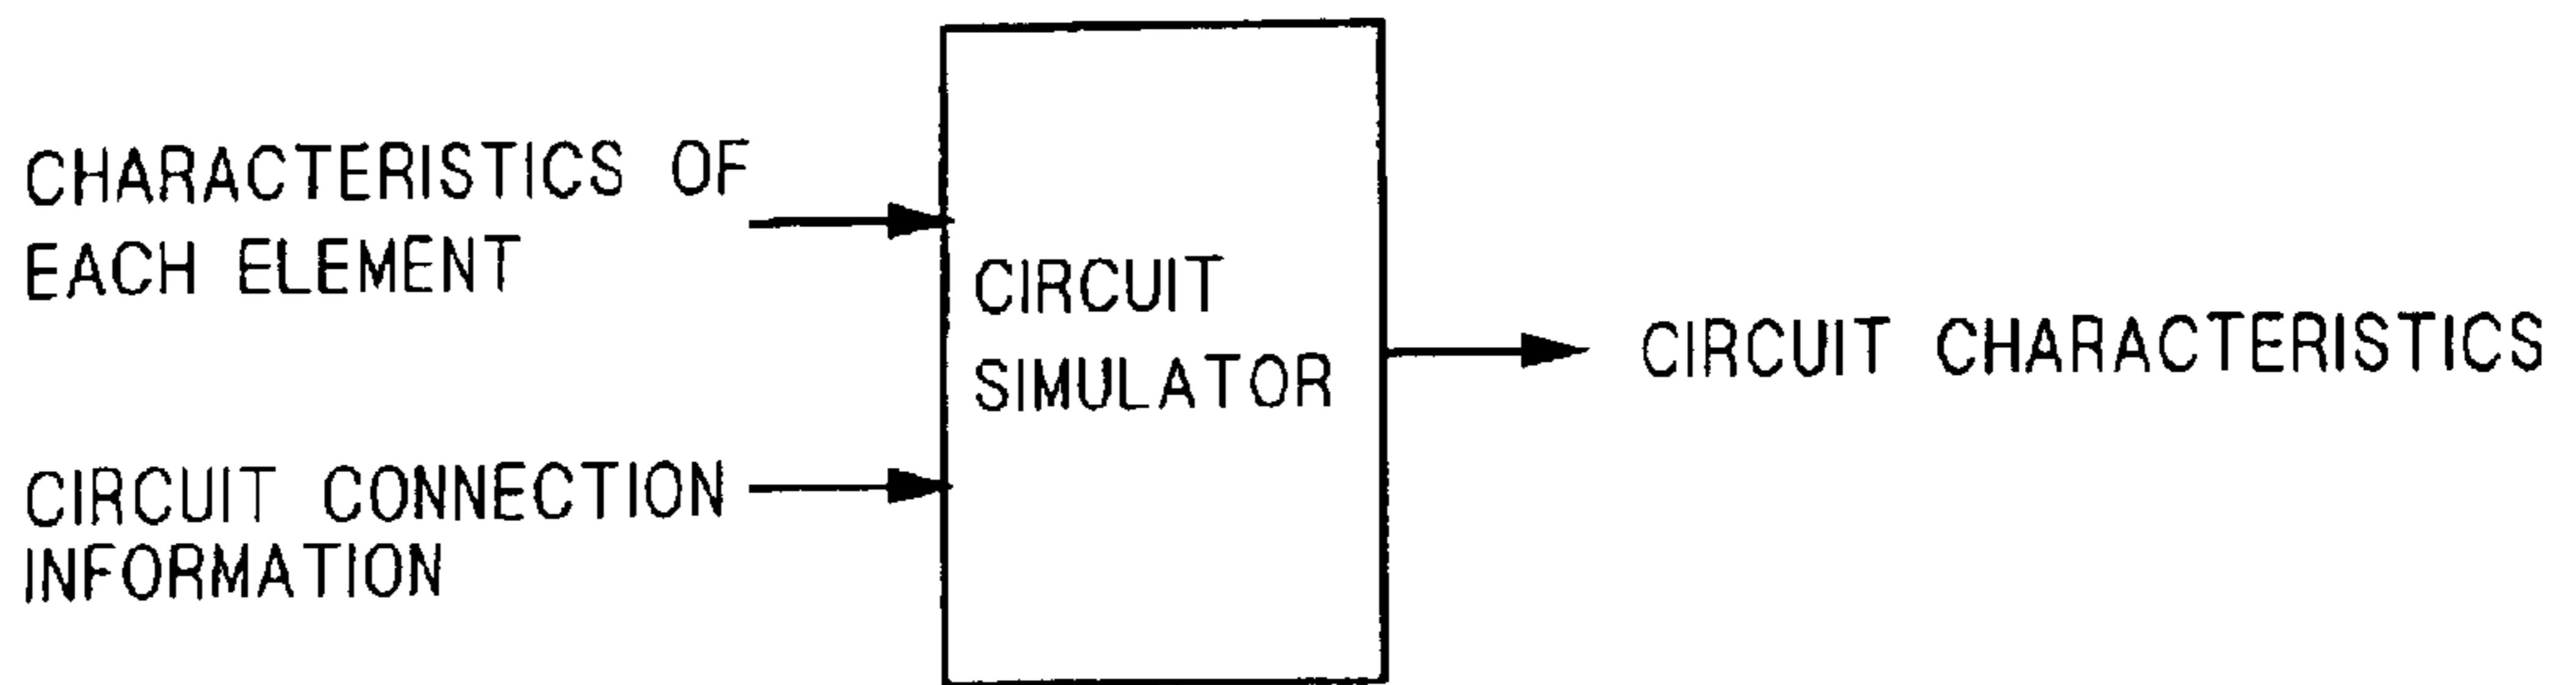 CHARACTERISTICS OF
EACH ELEMENT
CIRCUIT CONNECTION
INFORMATION
CIRCUIT
SIMULATOR
CIRCUIT CHARACTERISTICS